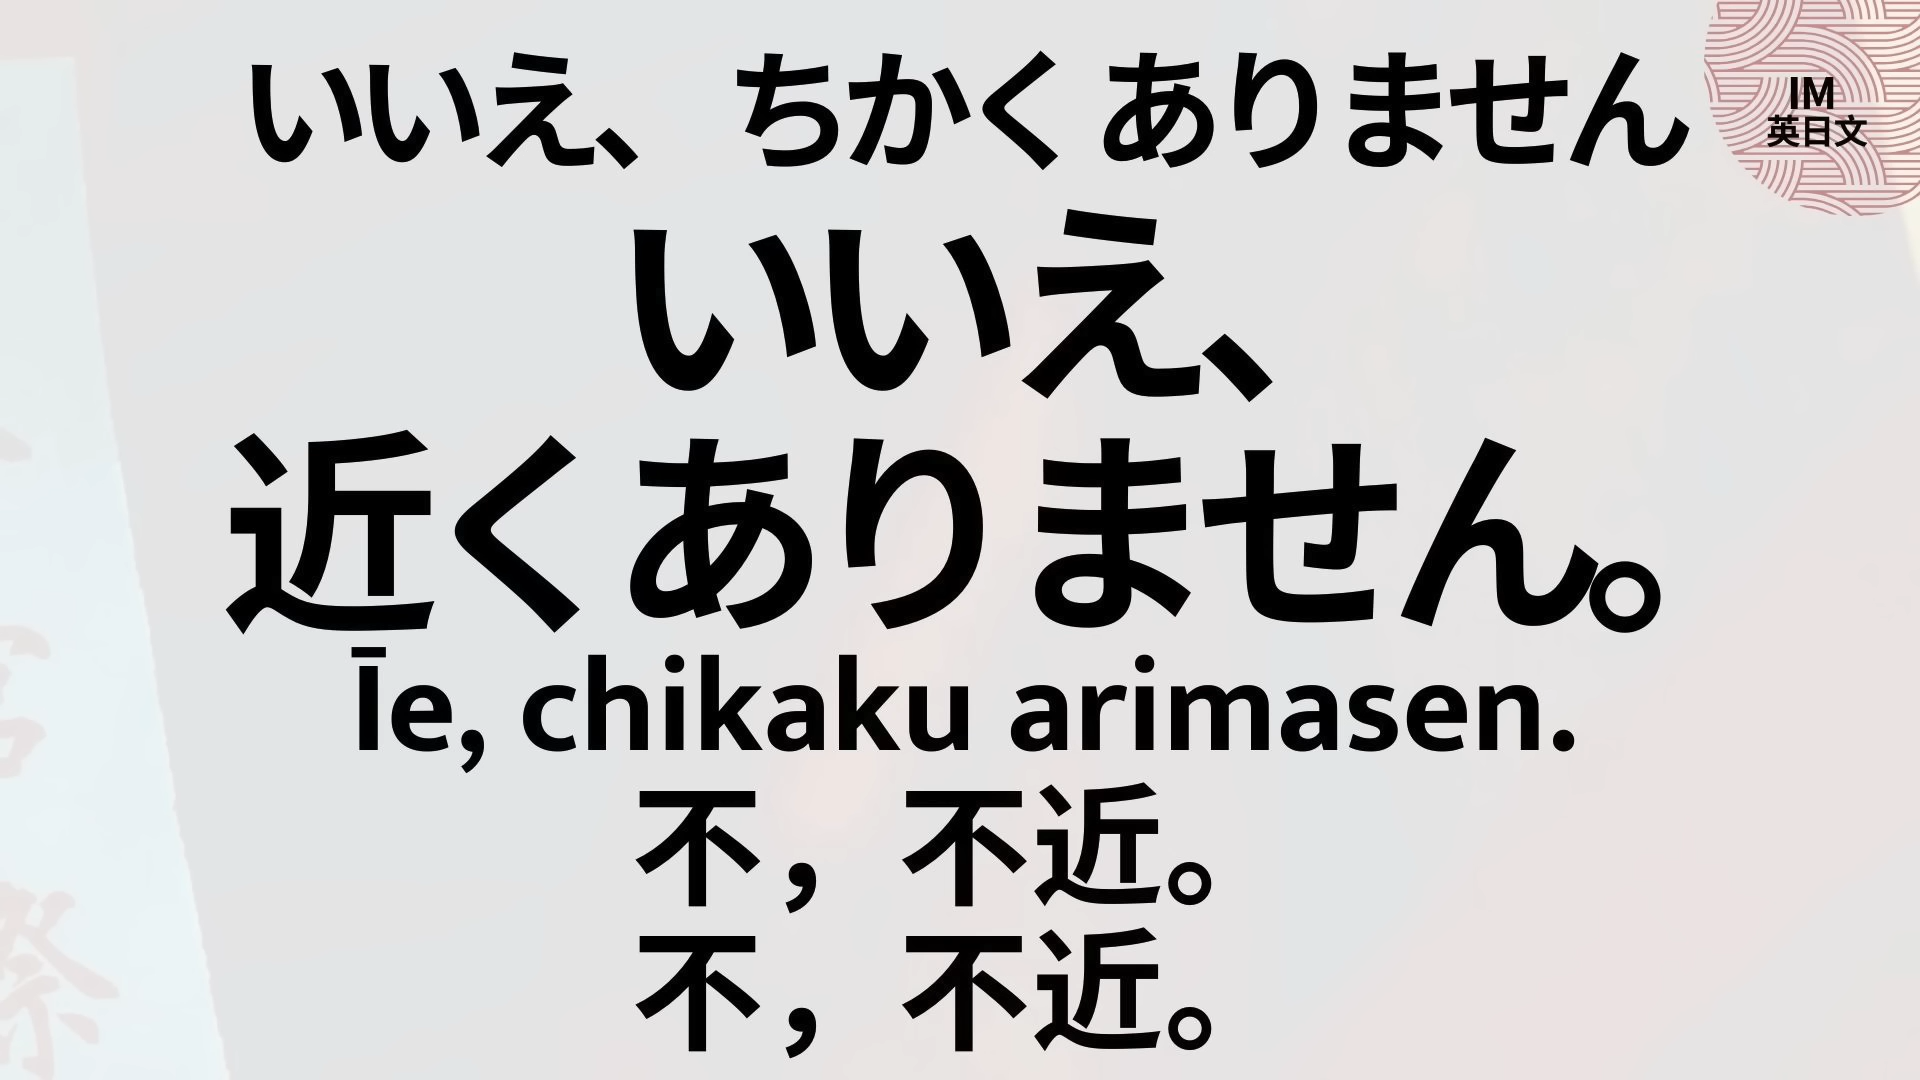 いいえ、ちかくありません
IM
英日文
いいえ、
近くありません。
Īe, chikaku arimasen.
不，不近。
不，不近。